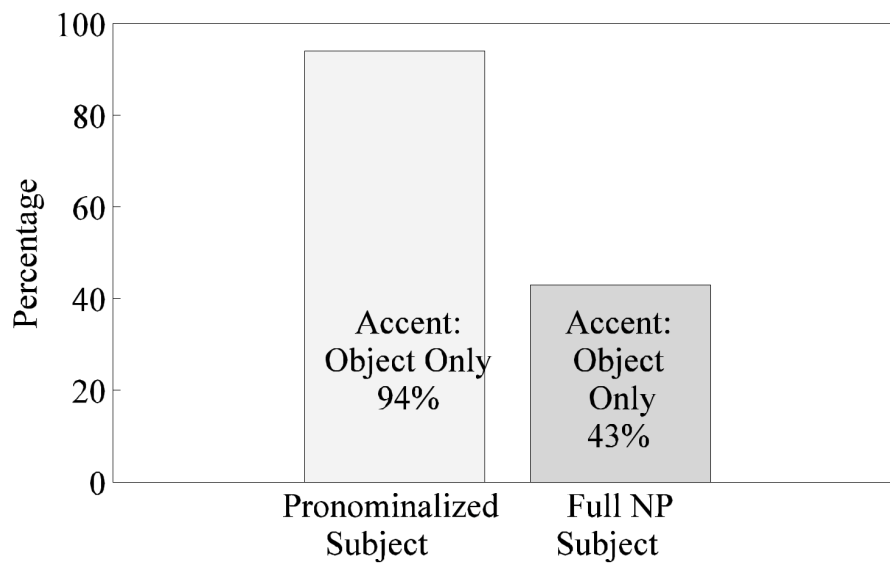 100
80
60
40
20
0
Percentage
Accent:
Object Only
94%
Accent:
Object
Only
43%
Pronominalized
Subject
Full NP
Subject